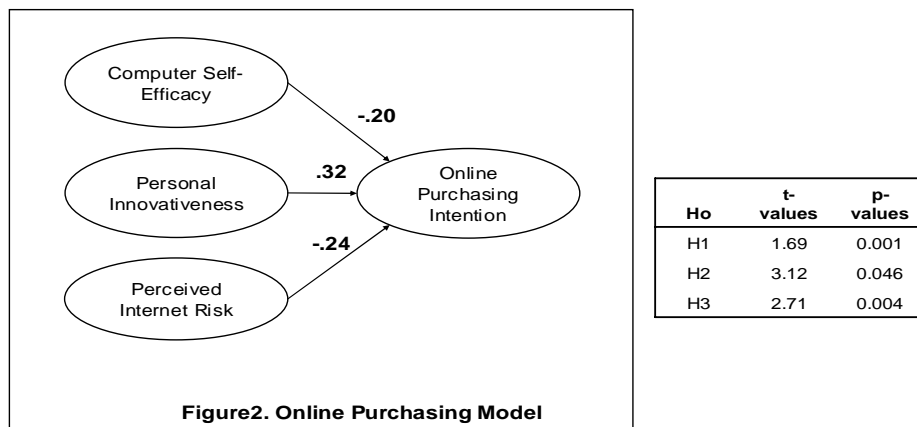 Computer Self-
Efficacy
-.20
Personal
Innovativeness
.32
Online
Purchasing
Intention
-.24
Perceived
Internet Risk
Figure2. Online Purchasing Model
Ho t-values p-values
H1 1.69 0.001
H2 3.12 0.046
H3 2.71 0.004